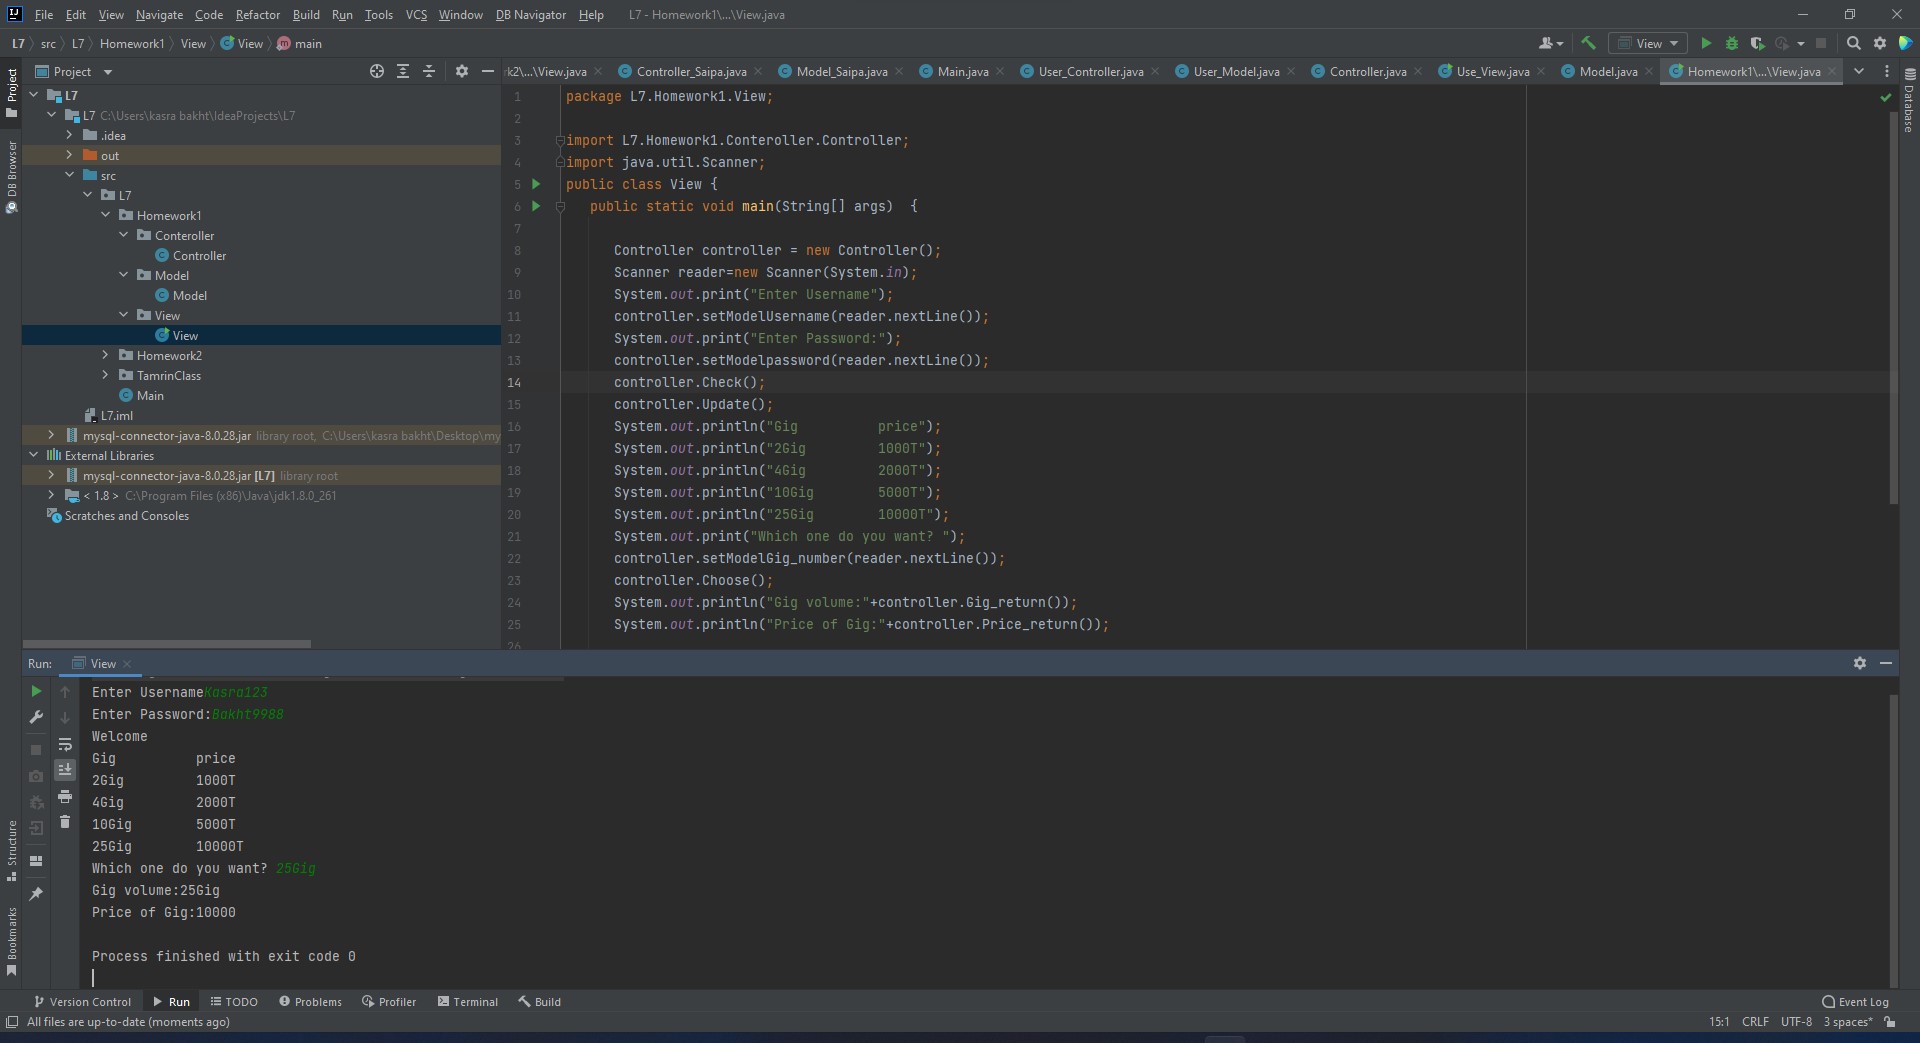 File Edit View Navigate Code Refactor Build Run Tools VCS Window DB Navigator Help L7 - Homework1\...\View.java
L7 src L7 Homework1 View View main
View
Project
k2\...\View.java Controller_Saipa.java Model_Saipa.java Main.java User_Controller.java User_Model.java Controller.java Use_View.java Model.java Homework1\...\View.java
Project
DB Browser
Structure
Bookmarks
Database
L7
L7 C:\Users\kasra bakht\IdeaProjects\L7
.idea
out
src
L7
Homework1
Conteroller
Controller
Model
Model
View
View
Homework2
TamrinClass
Main
L7.iml
mysql-connector-java-8.0.28.jar library root, C:\Users\kasra bakht\Desktop\my
External Libraries
mysql-connector-java-8.0.28.jar [L7] library root
< 1.8 > C:\Program Files (x86)\Java\jdk1.8.0_261
Scratches and Consoles
1 package L7.Homework1.View;
2
3 import L7.Homework1.Conteroller.Controller;
4 import java.util.Scanner;
5 public class View {
6 public static void main(String[] args) {
7
8 Controller controller = new Controller();
9 Scanner reader=new Scanner(System.in);
10 System.out.print("Enter Username");
11 controller.setModelUsername(reader.nextLine());
12 System.out.print("Enter Password:");
13 controller.setModelpassword(reader.nextLine());
14 controller.Check();
15 controller.Update();
16 System.out.println("Gig          price");
17 System.out.println("2Gig         1000T");
18 System.out.println("4Gig         2000T");
19 System.out.println("10Gig        5000T");
20 System.out.println("25Gig        10000T");
21 System.out.print("Which one do you want? ");
22 controller.setModelGig_number(reader.nextLine());
23 controller.Choose();
24 System.out.println("Gig volume:"+controller.Gig_return());
25 System.out.println("Price of Gig:"+controller.Price_return());
26
Run: View
Enter UsernameKasra123
Enter Password:Bakht9988
Welcome
Gig          price
2Gig         1000T
4Gig         2000T
10Gig        5000T
25Gig        10000T
Which one do you want? 25Gig
Gig volume:25Gig
Price of Gig:10000
Process finished with exit code 0
Version Control Run TODO Problems Profiler Terminal Build Event Log
All files are up-to-date (moments ago) 15:1 CRLF UTF-8 3 spaces*